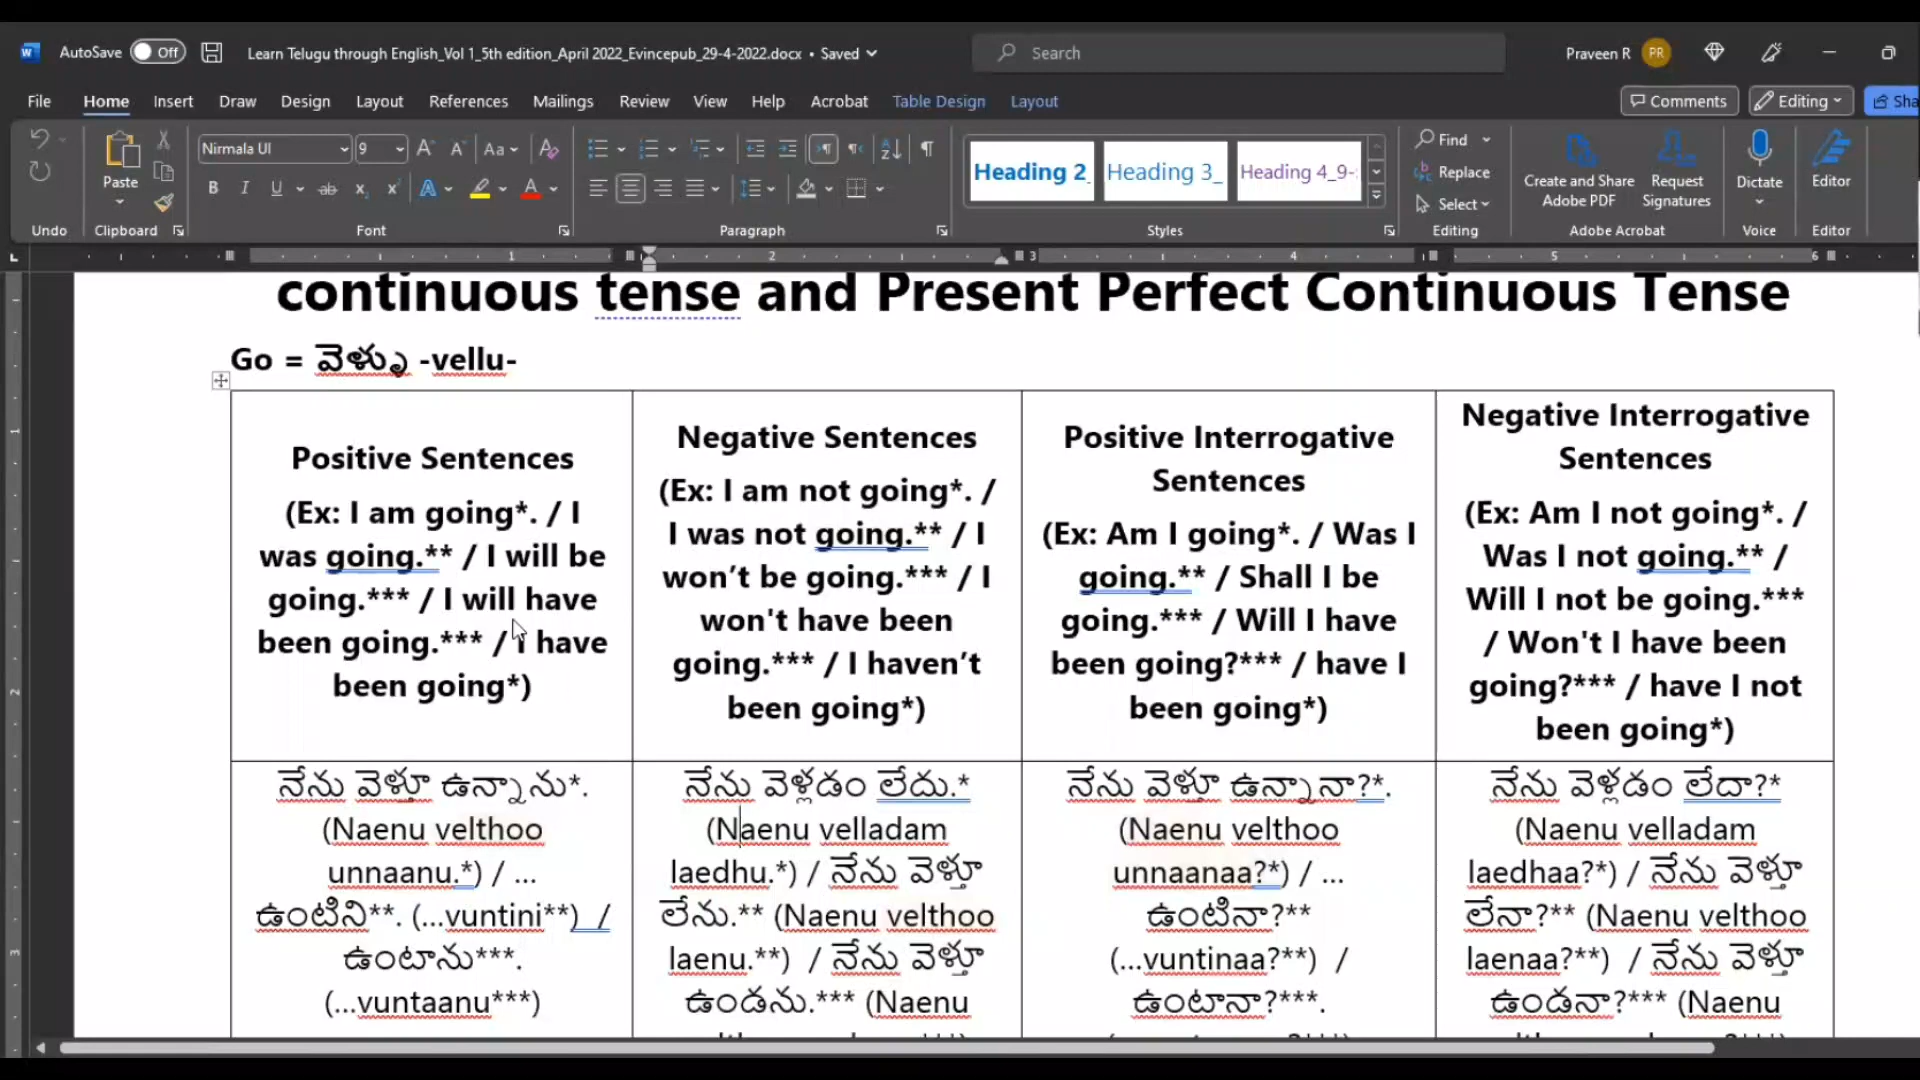 AutoSave Off Learn Telugu through English_Vol 1_5th edition_April 2022_Evincepub_29-4-2022.docx • Saved Search Praveen R PR
File Home Insert Draw Design Layout References Mailings Review View Help Acrobat Table Design Layout Comments Editing
Nirmala UI 9
Paste
Heading 2 Heading 3_ Heading 4_9-
Find
Replace
Select
Create and Share Adobe PDF
Request Signatures
Dictate
Editor
Undo Clipboard Font Paragraph Styles Editing Adobe Acrobat Voice Editor
1 2 3 4 5 6
continuous tense and Present Perfect Continuous Tense
Go = వెళ్ళు -vellu-
Positive Sentences
(Ex: I am going*. / I
was going.** / I will be
going.*** / I will have
been going.*** / I have
been going*)
Negative Sentences
(Ex: I am not going*. /
I was not going.** / I
won’t be going.*** / I
won't have been
going.*** / I haven’t
been going*)
Positive Interrogative
Sentences
(Ex: Am I going*. / Was I
going.** / Shall I be
going.*** / Will I have
been going?*** / have I
been going*)
Negative Interrogative
Sentences
(Ex: Am I not going*. /
Was I not going.** /
Will I not be going.***
/ Won't I have been
going?*** / have I not
been going*)
నేను వెళ్తూ ఉన్నాను*.
(Naenu velthoo
unnaanu.*) / ...
ఉంటిని**. (...vuntini**) /
ఉంటాను***.
(...vuntaanu***)
నేను వెళ్లడం లేదు.*
(Naenu velladam
laedhu.*) / నేను వెళ్తూ
లేను.** (Naenu velthoo
laenu.**) / నేను వెళ్తూ
ఉండను.*** (Naenu
నేను వెళ్తూ ఉన్నానా?*.
(Naenu velthoo
unnaanaa?*) / ...
ఉంటినా?**
(...vuntinaa?**) /
ఉంటానా?***.
నేను వెళ్లడం లేదా?*
(Naenu velladam
laedhaa?*) / నేను వెళ్తూ
లేనా?** (Naenu velthoo
laenaa?**) / నేను వెళ్తూ
ఉండనా?*** (Naenu